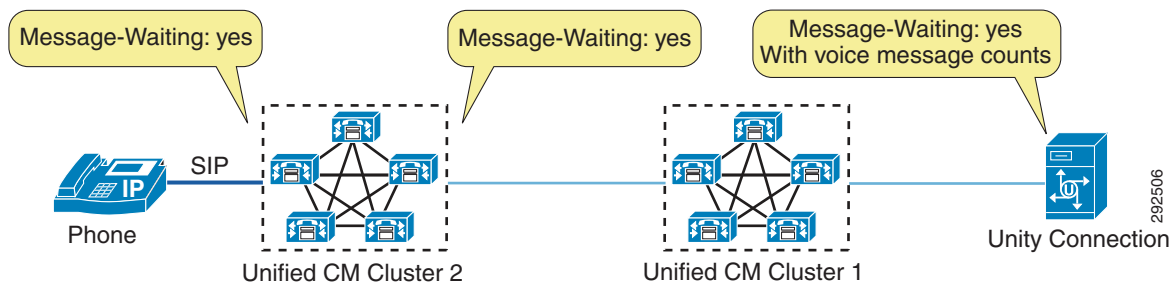 Message-Waiting: yes
Message-Waiting: yes
Message-Waiting: yes
With voice message counts
SIP
IP
U
Phone
Unified CM Cluster 2
Unified CM Cluster 1
Unity Connection
292506